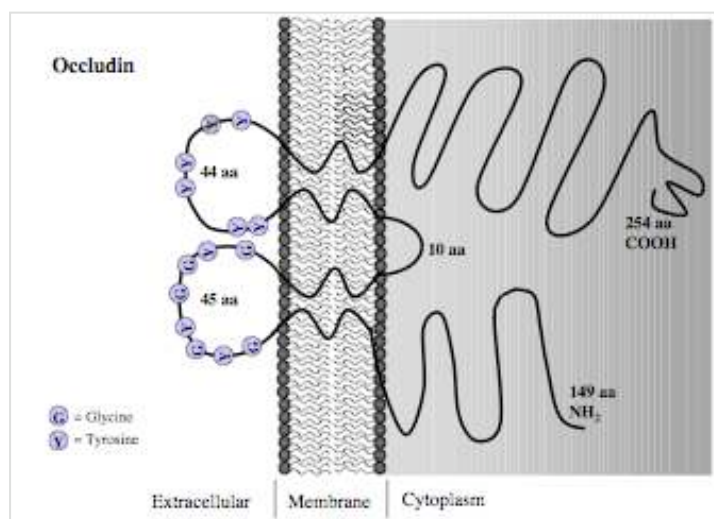 Occludin
Y
Y
44 aa
Y
Y Y
254 aa
COOH
10 aa
Y G
G
G
45 aa
Y
G Y G
149 aa
NH₂
G = Glycine
Y = Tyrosine
Extracellular | Membrane | Cytoplasm